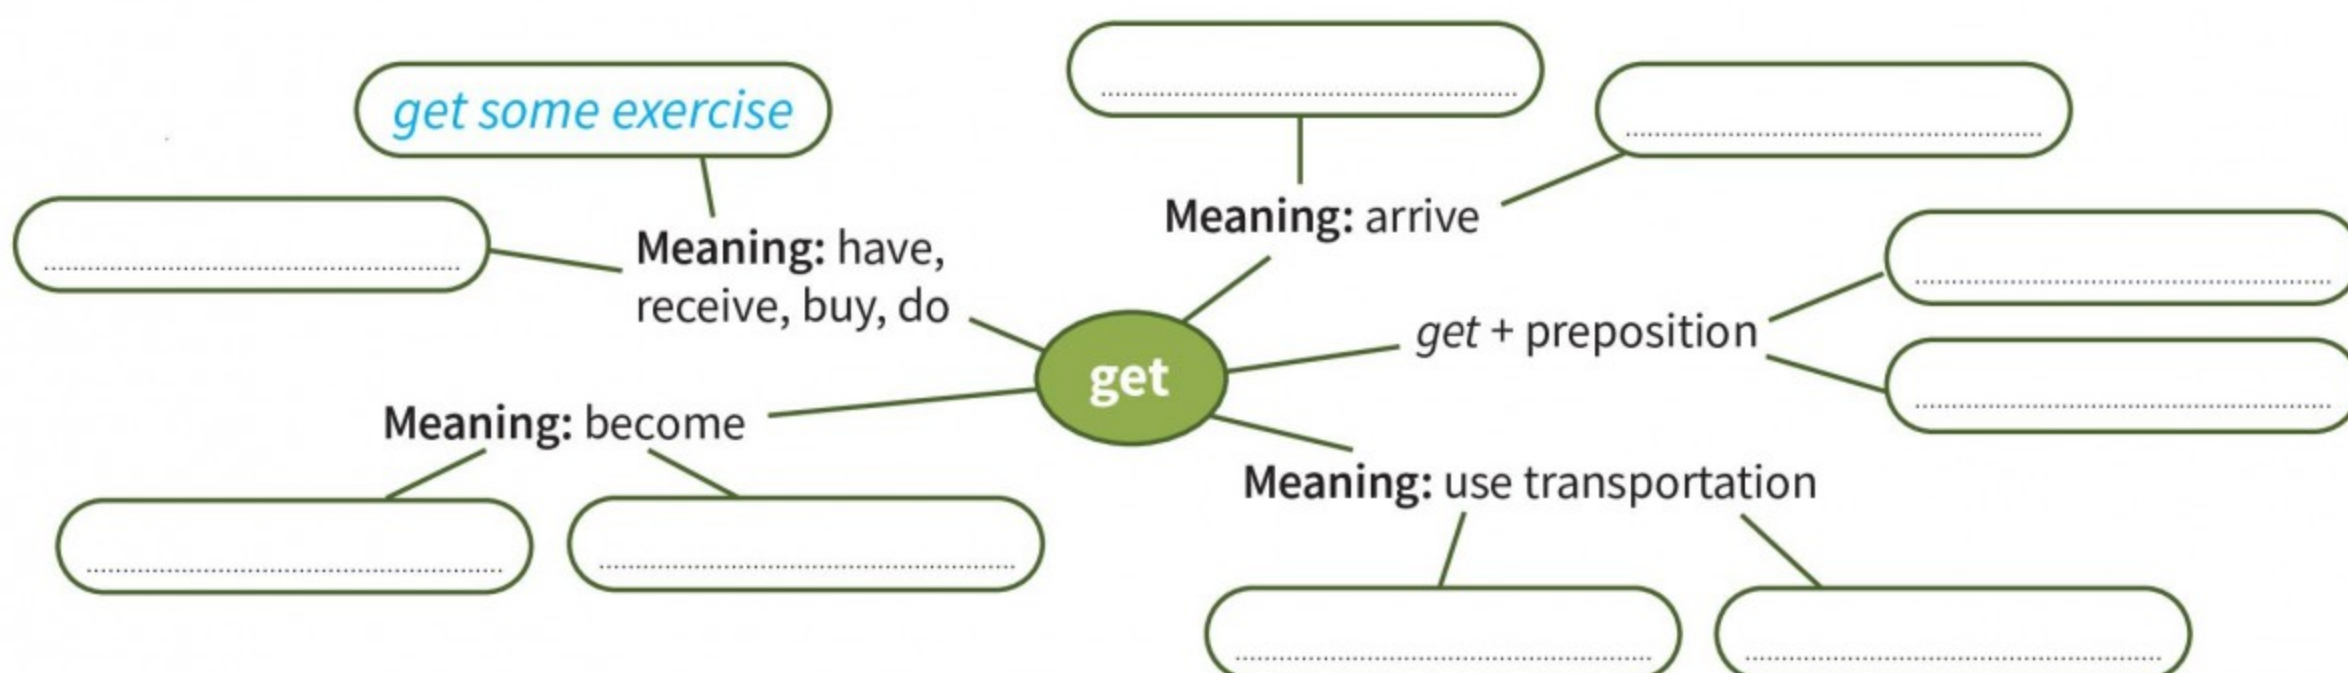 get some exercise
Meaning: have,
receive, buy, do
Meaning: arrive
get + preposition
get
Meaning: become
Meaning: use transportation